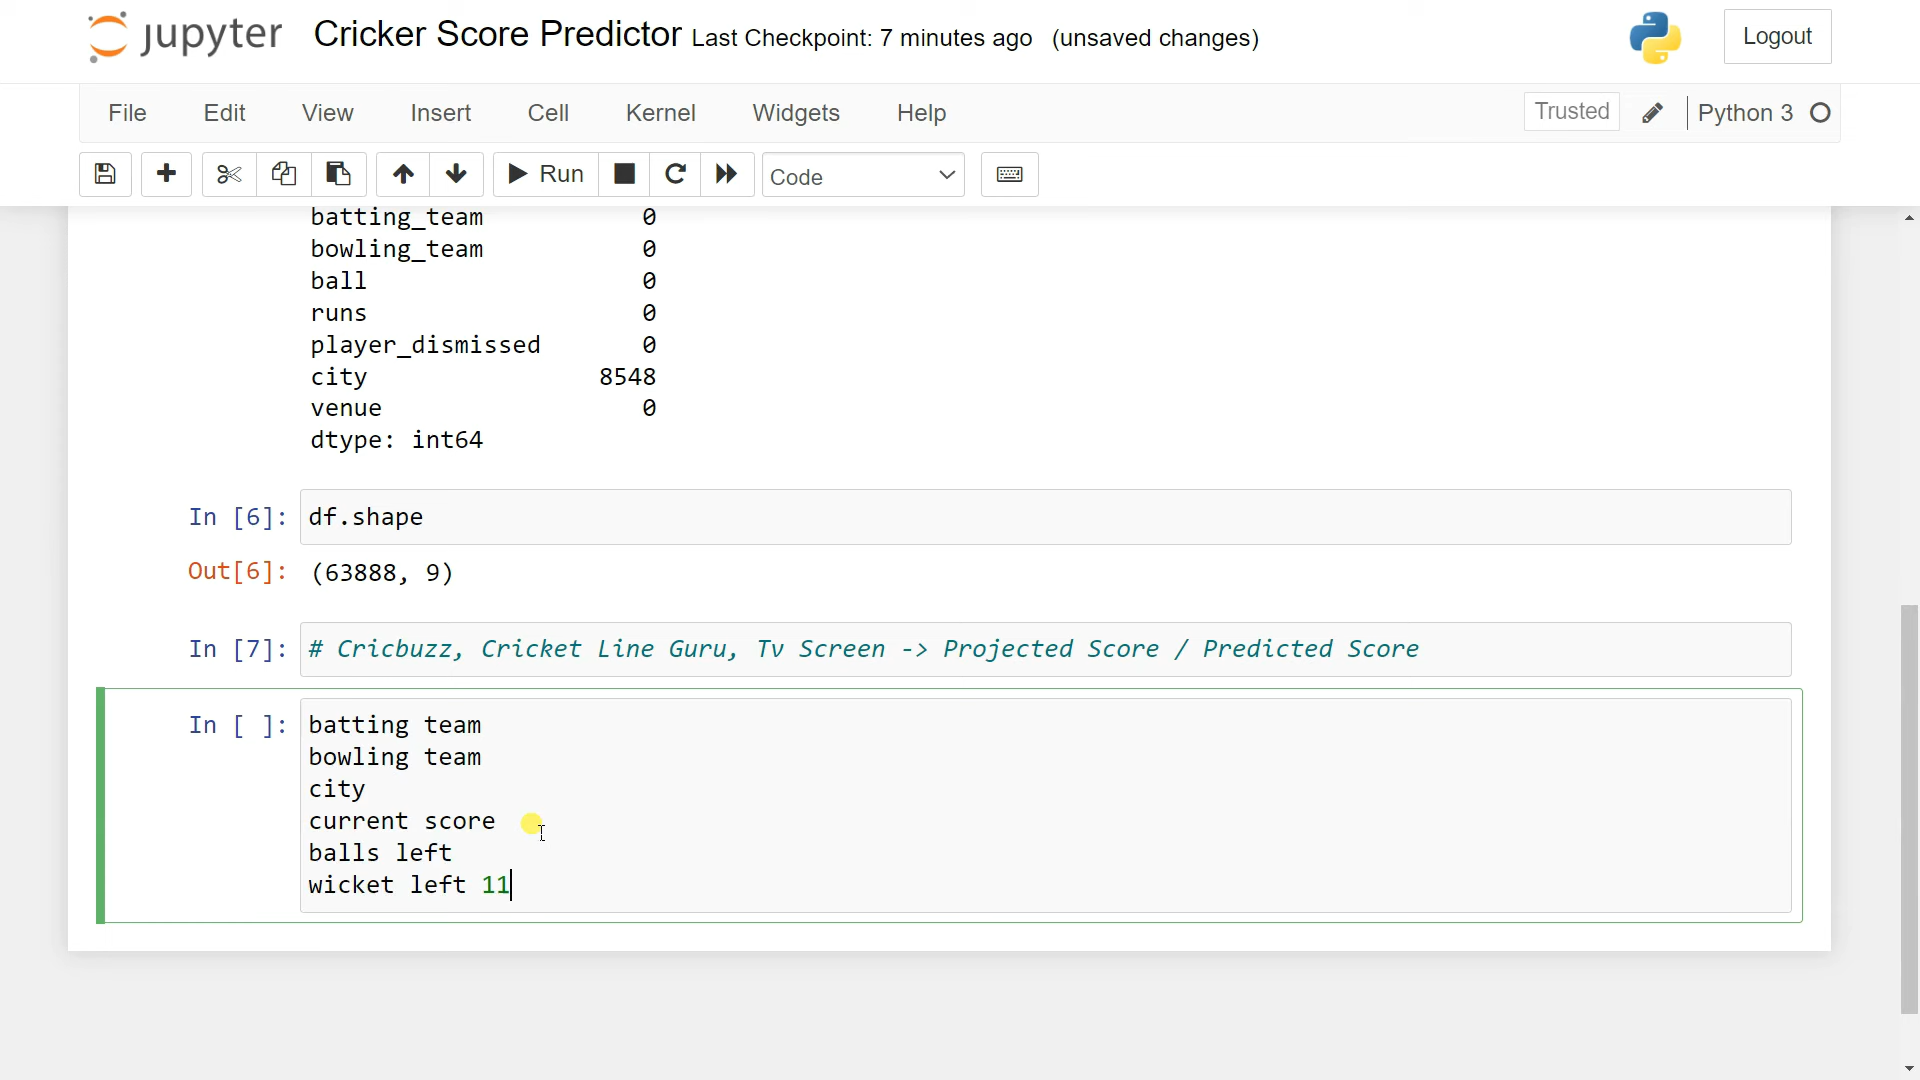 jupyter Cricker Score Predictor Last Checkpoint: 7 minutes ago (unsaved changes) Logout
File Edit View Insert Cell Kernel Widgets Help Trusted Python 3
Run Code
batting_team 0
bowling_team 0
ball 0
runs 0
player_dismissed 0
city 8548
venue 0
dtype: int64
In [6]: df.shape
Out[6]: (63888, 9)
In [7]: # Cricbuzz, Cricket Line Guru, Tv Screen -> Projected Score / Predicted Score
In [ ]: batting team
bowling team
city
current score
balls left
wicket left 11